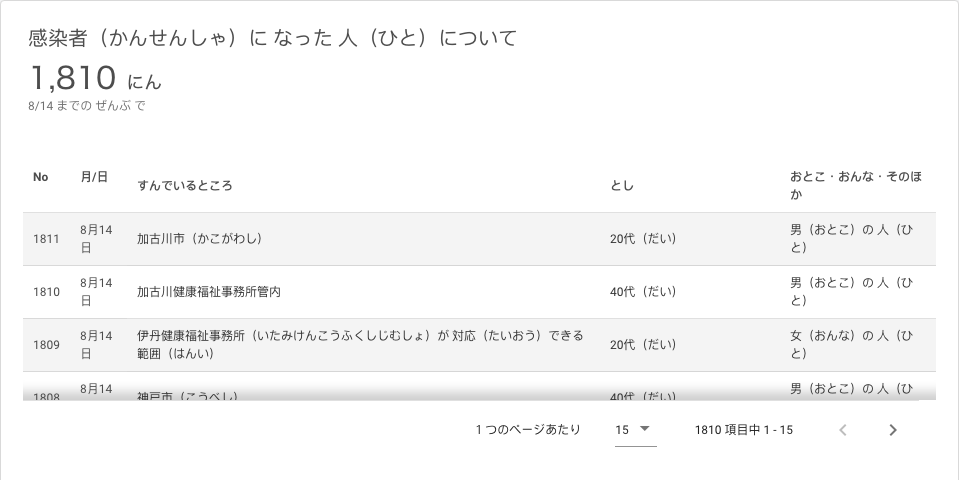 感染者（かんせんしゃ）に なった 人（ひと）について
1,810 にん
8/14 までの ぜんぶ で
No 月/日 すんでいるところ とし おとこ・おんな・そのほ
か
1811 8月14
日 加古川市（かこがわし） 20代（だい） 男（おとこ）の 人（ひ
と）
1810 8月14
日 加古川健康福祉事務所管内 40代（だい） 男（おとこ）の 人（ひ
と）
1809 8月14
日 伊丹健康福祉事務所（いたみけんこうふくしじむしょ）が 対応（たいおう）できる
範囲（はんい） 20代（だい） 女（おんな）の 人（ひ
と）
1808 8月14 神戸市（こうべし） 40代（だい） 男（おとこ）の 人（ひ
1 つのページあたり 15 1810 項目中 1 - 15